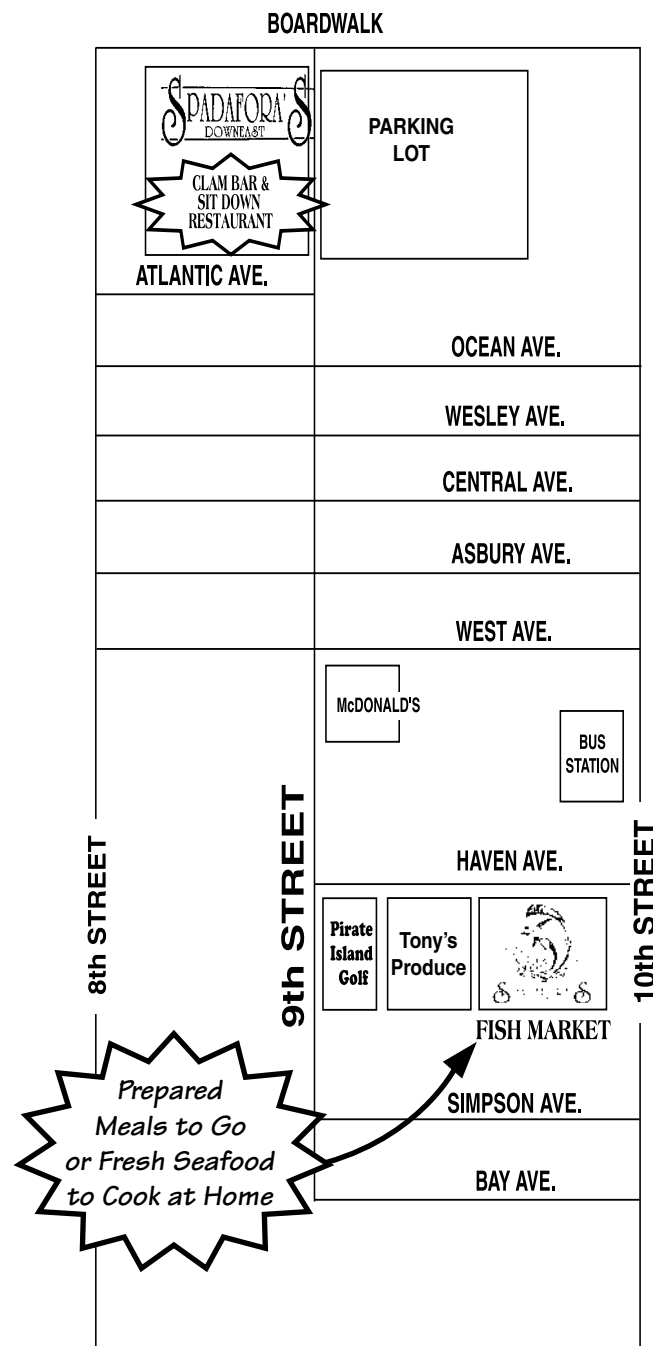 BOARDWALK
SPADAFORA'S
DOWNEAST
CLAM BAR &
SIT DOWN
RESTAURANT
PARKING
LOT
ATLANTIC AVE.
OCEAN AVE.
WESLEY AVE.
CENTRAL AVE.
ASBURY AVE.
WEST AVE.
McDONALD'S
BUS
STATION
8th STREET
9th STREET
10th STREET
HAVEN AVE.
Pirate
Island
Golf
Tony's
Produce
FISH MARKET
Prepared
Meals to Go
or Fresh Seafood
to Cook at Home
SIMPSON AVE.
BAY AVE.